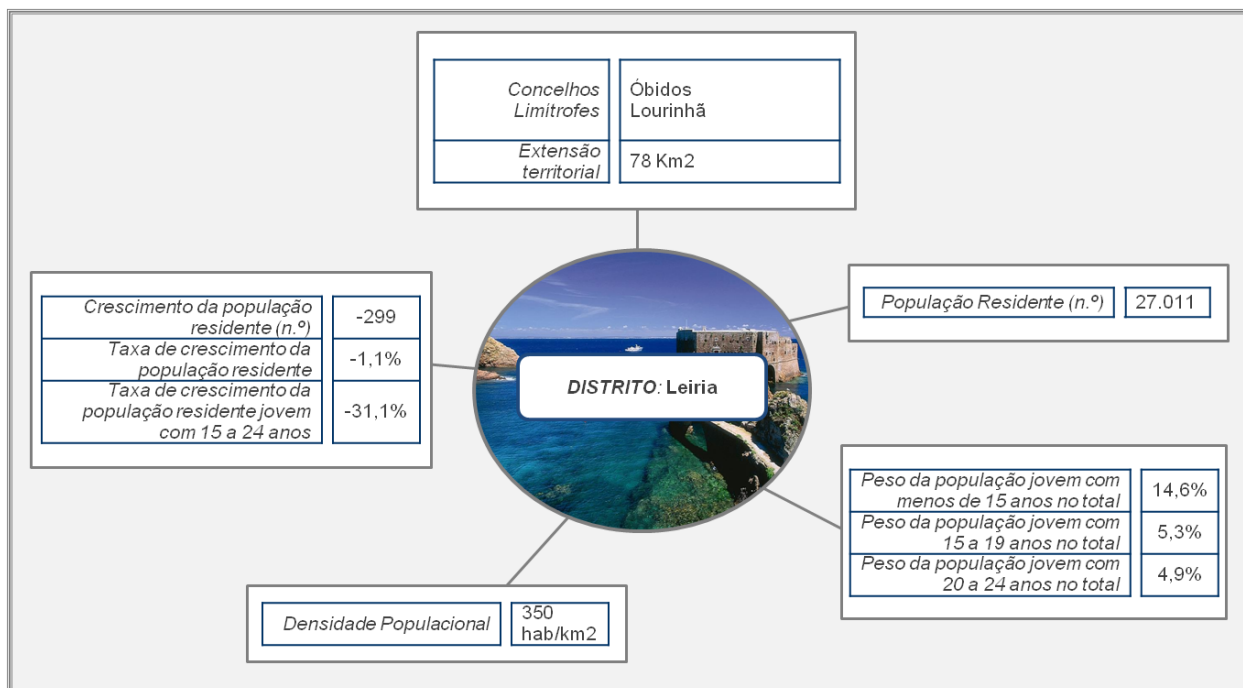 Concelhos
Limítrofes
Óbidos
Lourinhã
Extensão
territorial
78 Km2
Crescimento da população
residente (n.º)
-299
Taxa de crescimento da
população residente
-1,1%
Taxa de crescimento da
população residente jovem
com 15 a 24 anos
-31,1%
População Residente (n.º)
27.011
DISTRITO: Leiria
Peso da população jovem com
menos de 15 anos no total
14,6%
Peso da população jovem com
15 a 19 anos no total
5,3%
Peso da população jovem com
20 a 24 anos no total
4,9%
Densidade Populacional
350
hab/km2